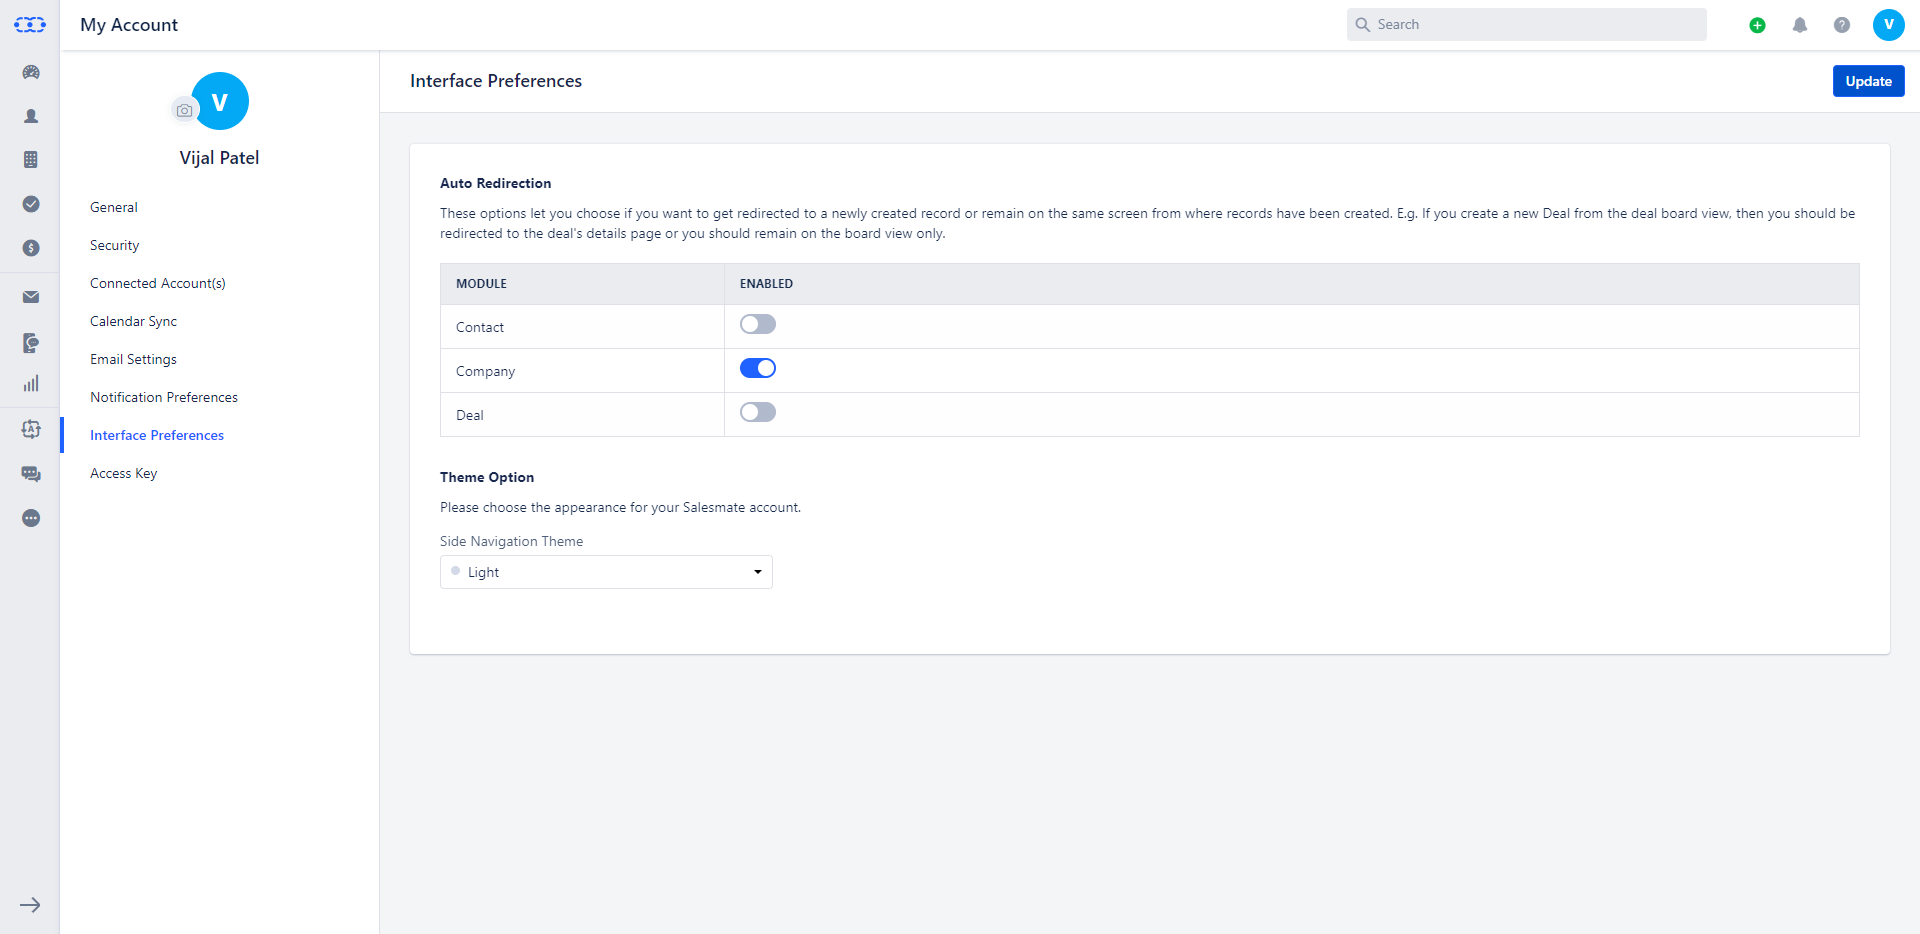 My Account
Search
V
V
Vijal Patel
General
Security
Connected Account(s)
Calendar Sync
Email Settings
Notification Preferences
Interface Preferences
Access Key
Interface Preferences
Update
Auto Redirection
These options let you choose if you want to get redirected to a newly created record or remain on the same screen from where records have been created. E.g. If you create a new Deal from the deal board view, then you should be
redirected to the deal's details page or you should remain on the board view only.
MODULE ENABLED
Contact
Company
Deal
Theme Option
Please choose the appearance for your Salesmate account.
Side Navigation Theme
Light